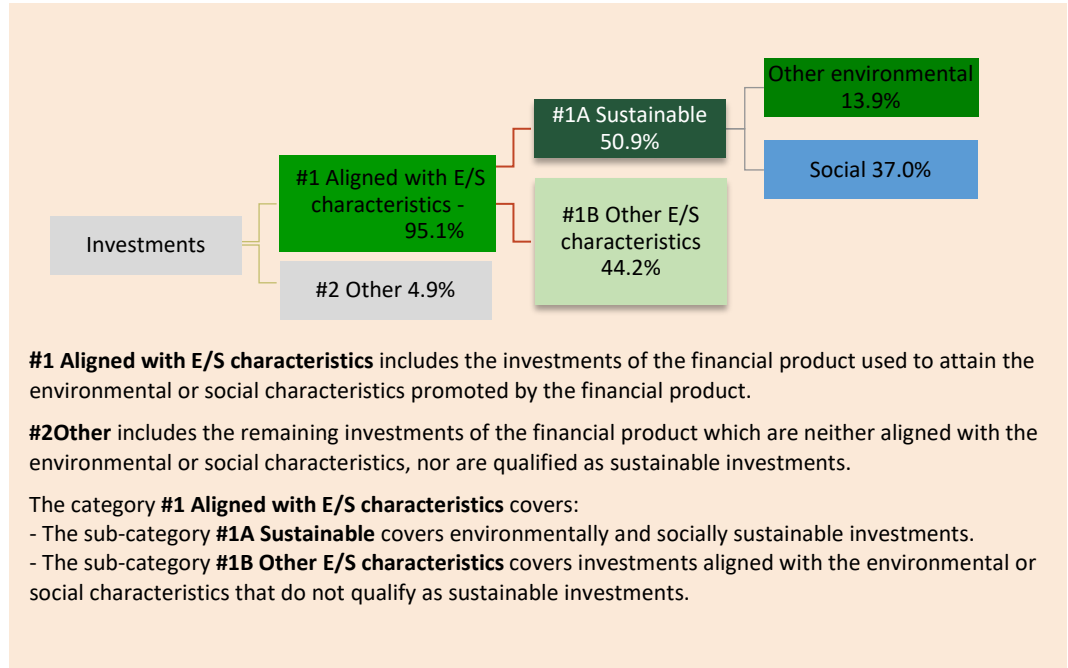 Other environmental
13.9%
#1A Sustainable
50.9%
Social 37.0%
#1 Aligned with E/S
characteristics -
95.1%
#1B Other E/S
characteristics
44.2%
Investments
#2 Other 4.9%
#1 Aligned with E/S characteristics includes the investments of the financial product used to attain the
environmental or social characteristics promoted by the financial product.
#2Other includes the remaining investments of the financial product which are neither aligned with the
environmental or social characteristics, nor are qualified as sustainable investments.
The category #1 Aligned with E/S characteristics covers:
- The sub-category #1A Sustainable covers environmentally and socially sustainable investments.
- The sub-category #1B Other E/S characteristics covers investments aligned with the environmental or
social characteristics that do not qualify as sustainable investments.